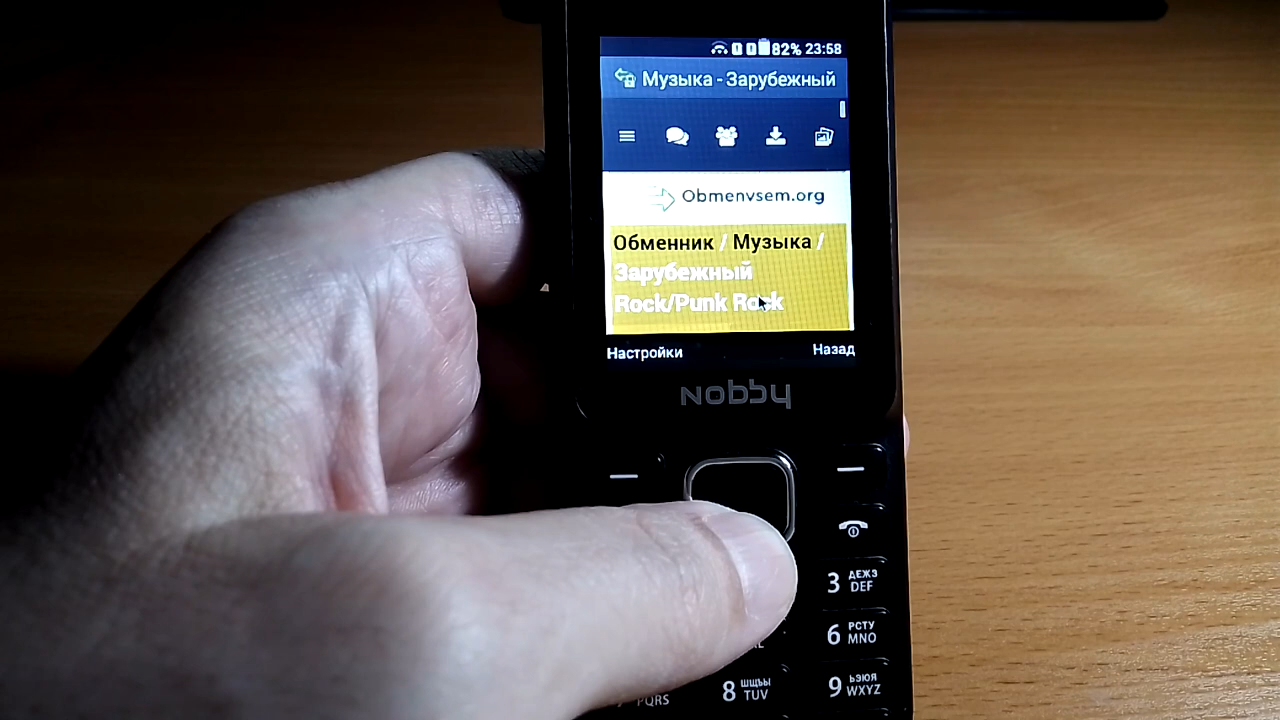 82% 23:58
Музыка - Зарубежный
Obmenvsem.org
Обменник / Музыка /
Зарубежный
Rock/Punk Rock
Настройки Назад
Nobby
3 ДЕЖЗ DEF
6 РСТУ MNO
8 ШЩЪЫ TUV
9 ЬЭЮЯ WXYZ
PQRS